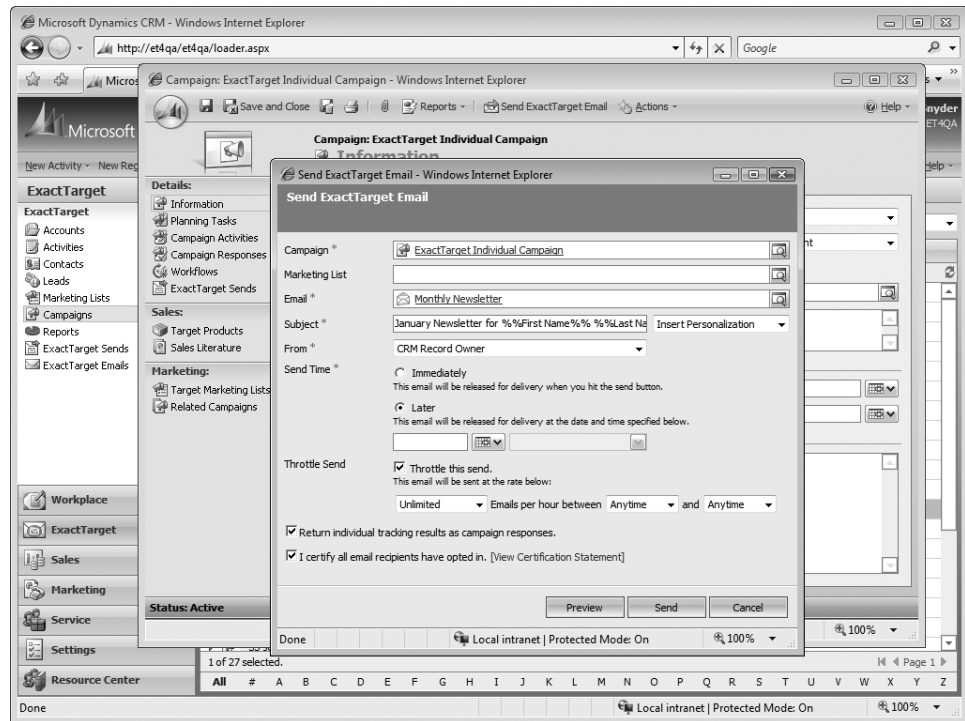 Microsoft Dynamics CRM - Windows Internet Explorer
http://et4qa/et4qa/loader.aspx
Google
Micros
Campaign: ExactTarget Individual Campaign - Windows Internet Explorer
Save and Close
Reports
Send ExactTarget Email
Actions
Help
Microsoft
nyder
ET4QA
New Activity
New Rec
Help
Campaign: ExactTarget Individual Campaign
Information
ExactTarget
ExactTarget
Accounts
Activities
Contacts
Leads
Marketing Lists
Campaigns
Reports
ExactTarget Sends
ExactTarget Emails
Workplace
ExactTarget
Sales
Marketing
Service
Settings
Resource Center
Details:
Information
Planning Tasks
Campaign Activities
Campaign Responses
Workflows
ExactTarget Sends
Sales:
Target Products
Sales Literature
Marketing:
Target Marketing Lists
Related Campaigns
Status: Active
Send ExactTarget Email - Windows Internet Explorer
Send ExactTarget Email
Campaign *
ExactTarget Individual Campaign
Marketing List
Email *
Monthly Newsletter
Subject *
January Newsletter for %%First Name%% %%Last Na
Insert Personalization
From *
CRM Record Owner
Send Time *
Immediately
This email will be released for delivery when you hit the send button.
Later
This email will be released for delivery at the date and time specified below.
Throttle Send
Throttle this send.
This email will be sent at the rate below:
Unlimited
Emails per hour between
Anytime
and
Anytime
Return individual tracking results as campaign responses.
I certify all email recipients have opted in. [View Certification Statement]
Preview
Send
Cancel
Done
Local intranet | Protected Mode: On
100%
nt
100%
1 of 27 selected.
Page 1
All # A B C D E F G H I J K L M N O P Q R S T U V W X Y Z
Done
Local intranet | Protected Mode: On
100%